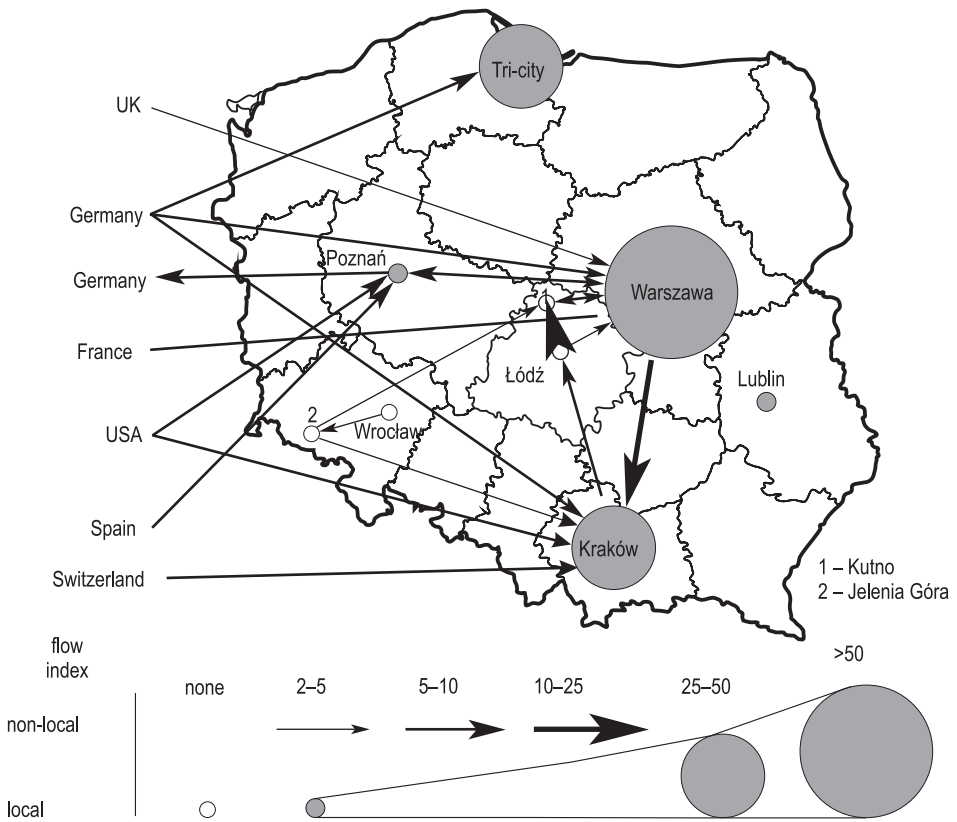 Tri-city
UK
Germany
Poznań
Germany
Warszawa
1
France
Łódź
Lublin
2
USA
Wrocław
Spain
Kraków
Switzerland
1 – Kutno
2 – Jelenia Góra
flow
index
none
2–5
5–10
10–25
25–50
>50
non-local
local